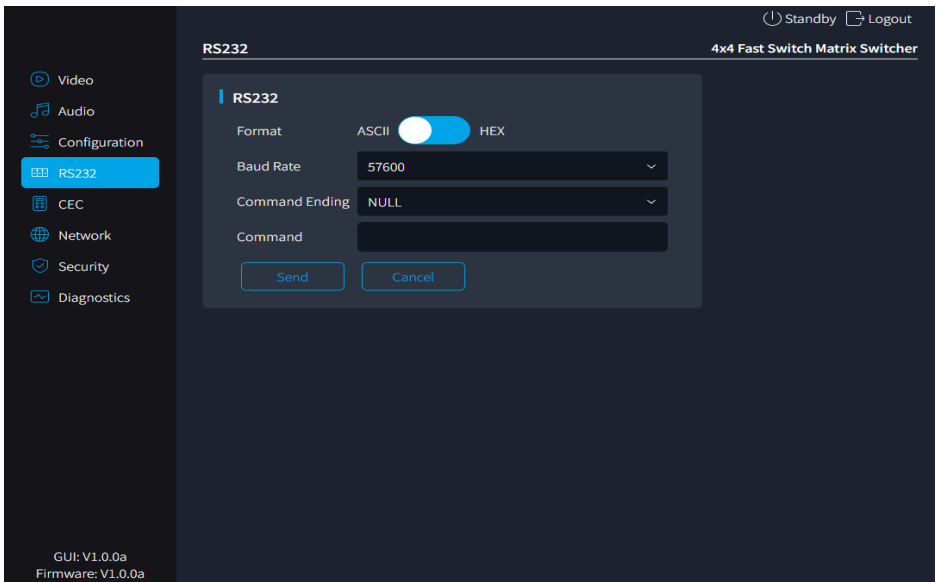 Standby Logout
RS232 4x4 Fast Switch Matrix Switcher
Video
Audio
Configuration
RS232
CEC
Network
Security
Diagnostics
RS232
Format ASCII HEX
Baud Rate 57600
Command Ending NULL
Command
Send Cancel
GUI: V1.0.0a
Firmware: V1.0.0a